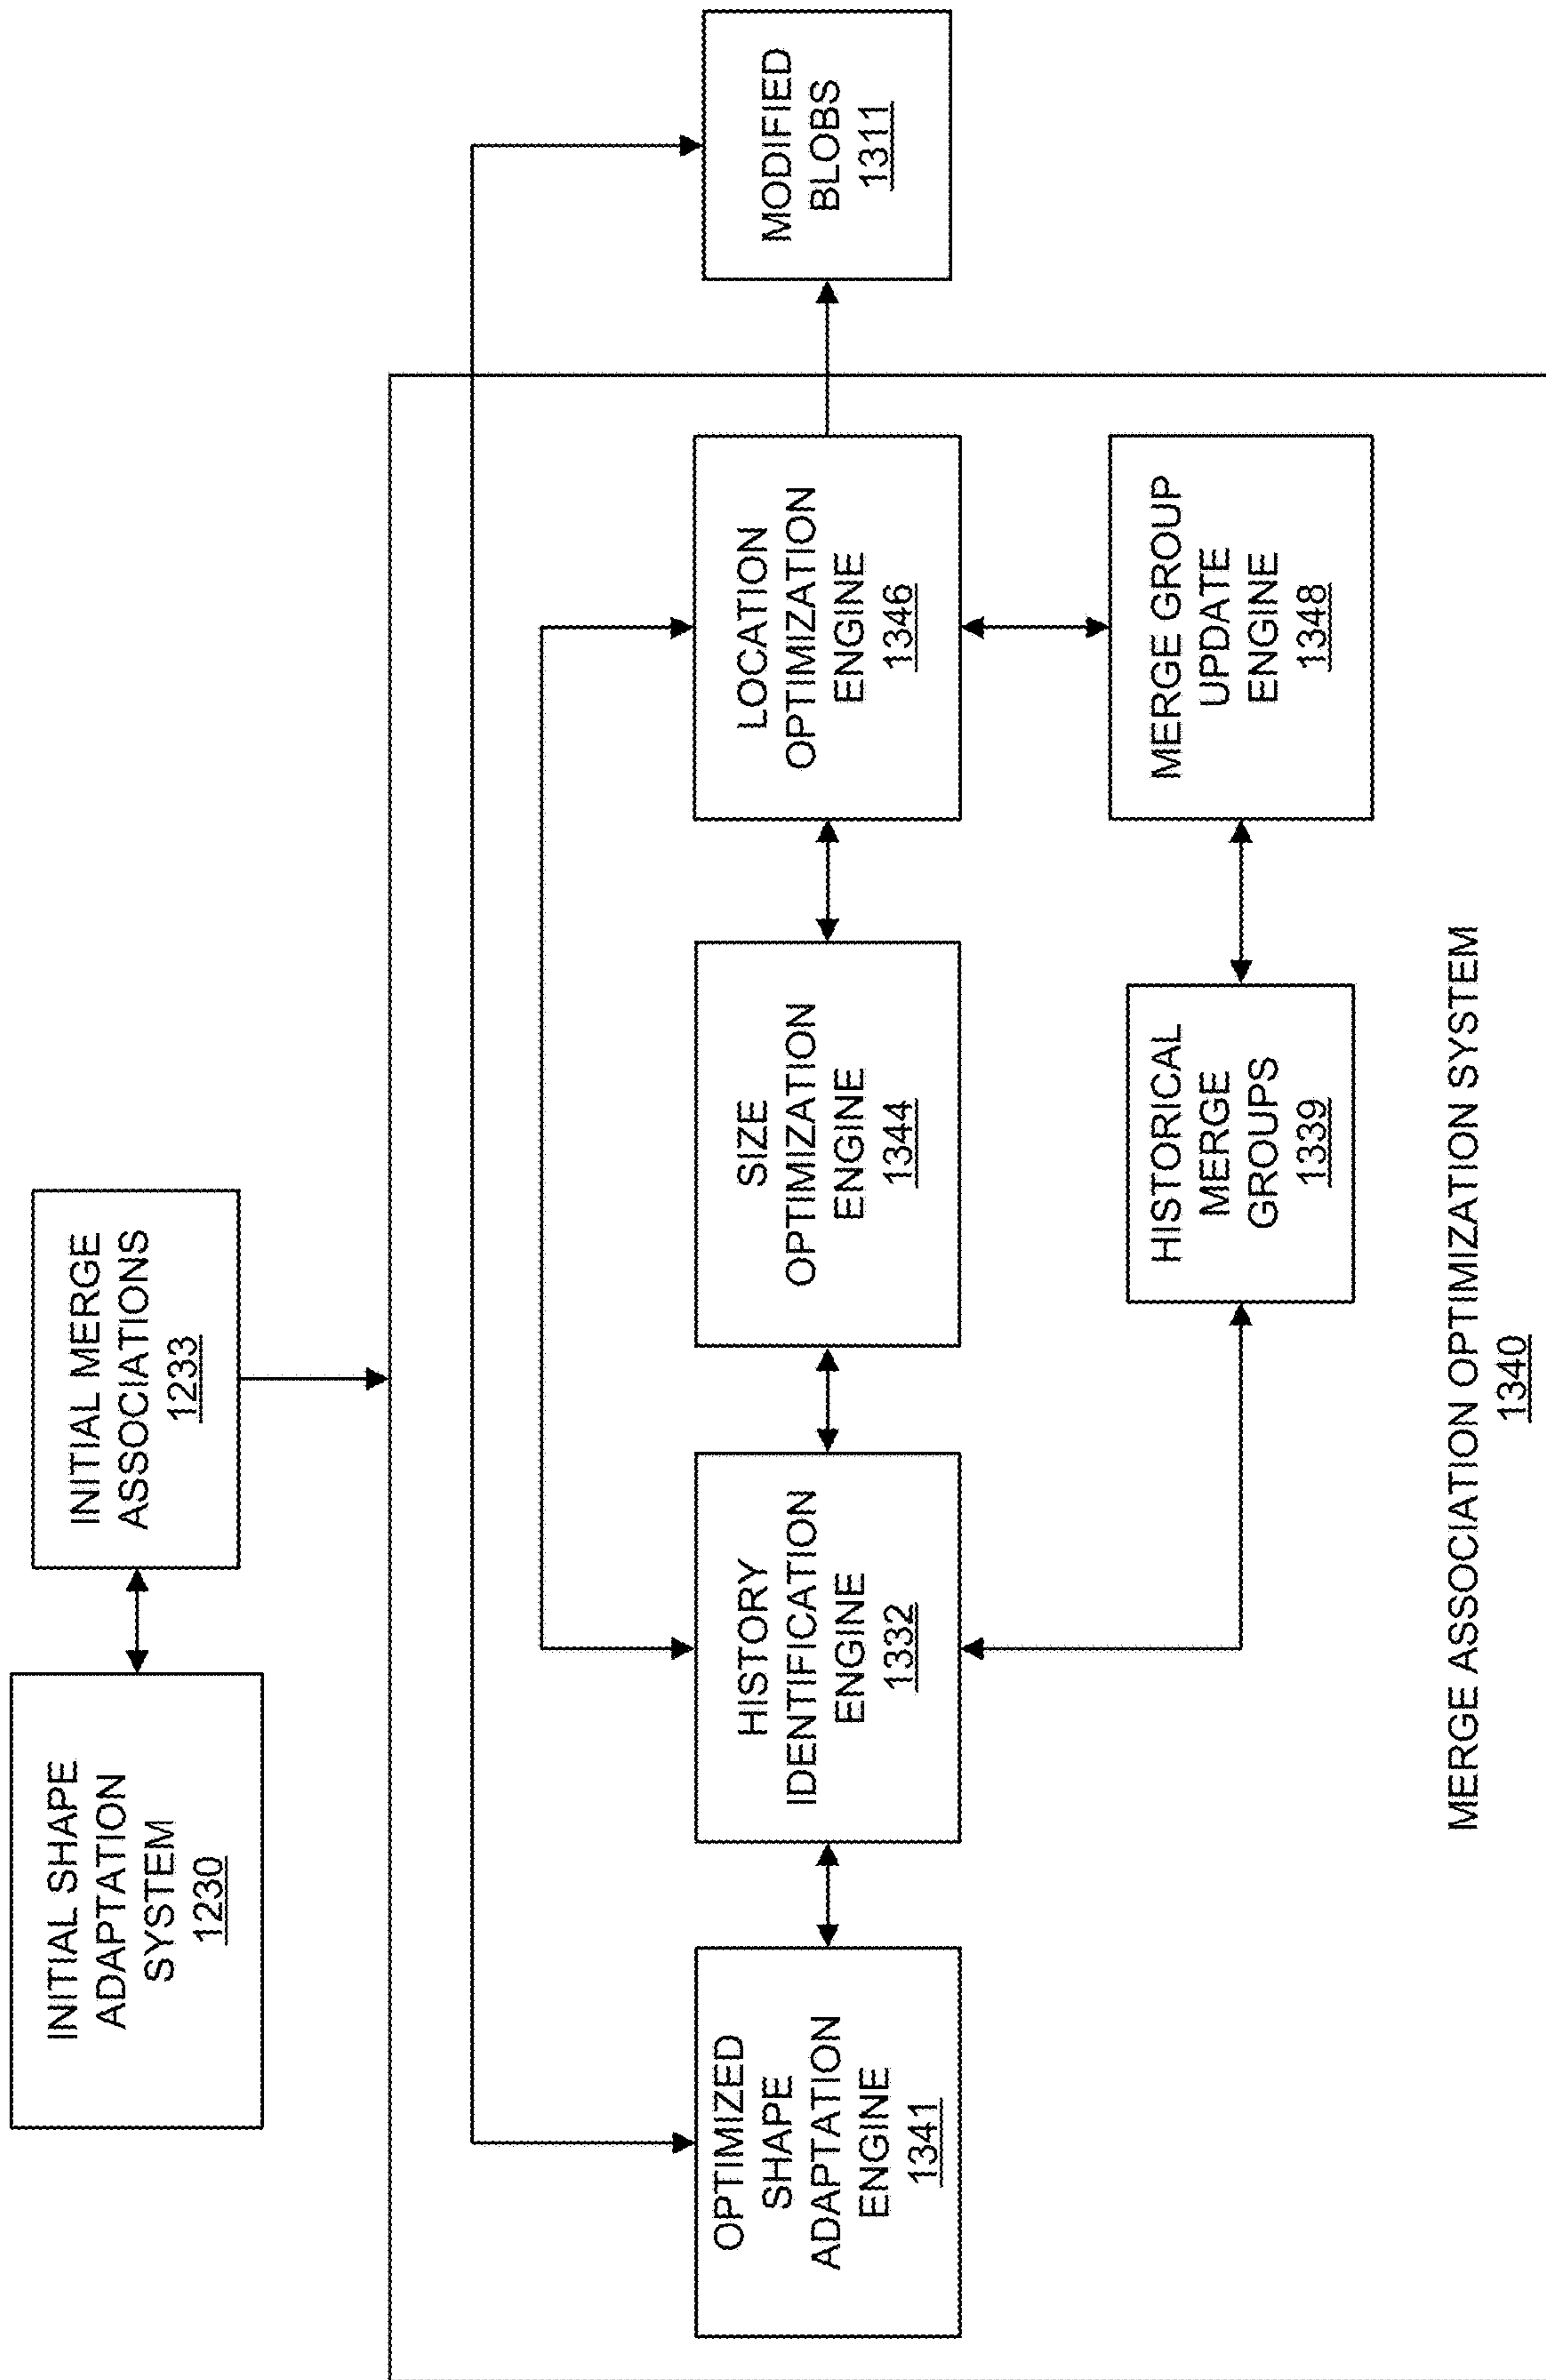 INITIAL SHAPE
ADAPTATION
SYSTEM
1230
INITIAL MERGE
ASSOCIATIONS
1233
OPTIMIZED
SHAPE
ADAPTATION
ENGINE
1341
HISTORY
IDENTIFICATION
ENGINE
1332
SIZE
OPTIMIZATION
ENGINE
1344
LOCATION
OPTIMIZATION
ENGINE
1346
MODIFIED
BLOBS
1311
HISTORICAL
MERGE
GROUPS
1339
MERGE GROUP
UPDATE
ENGINE
1348
MERGE ASSOCIATION OPTIMIZATION SYSTEM
1340